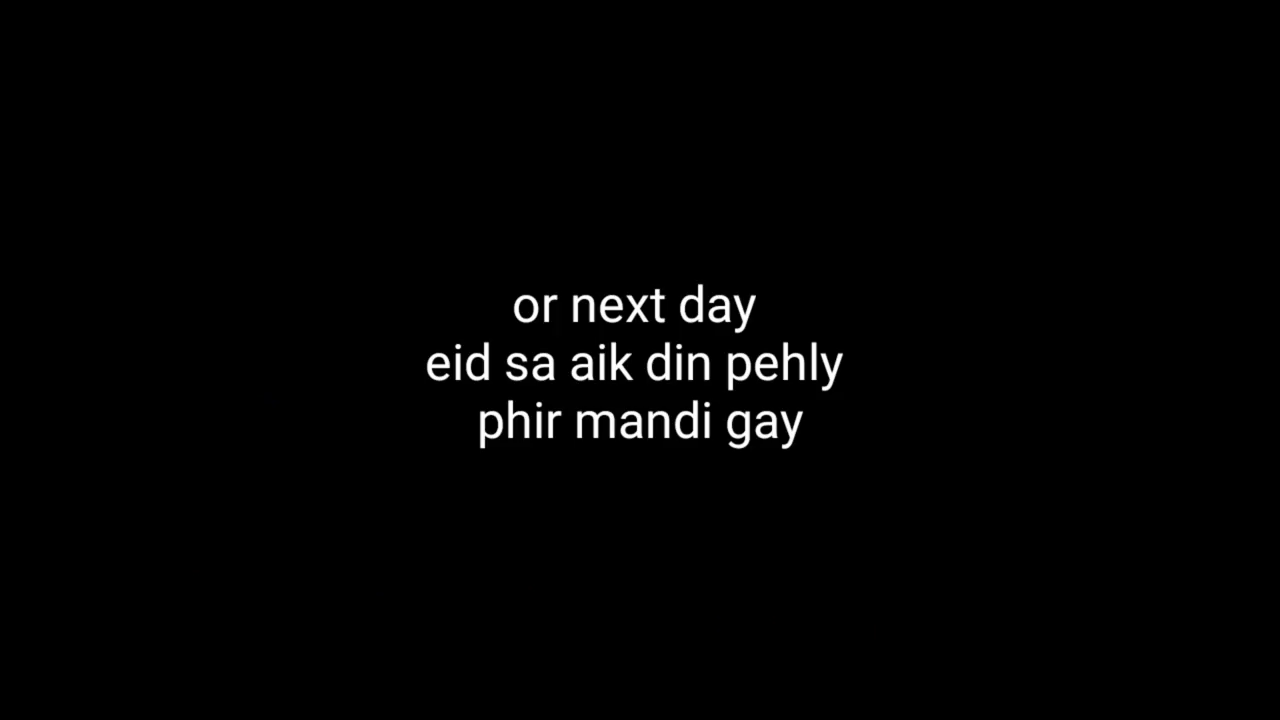 or next day
eid sa aik din pehly
phir mandi gay